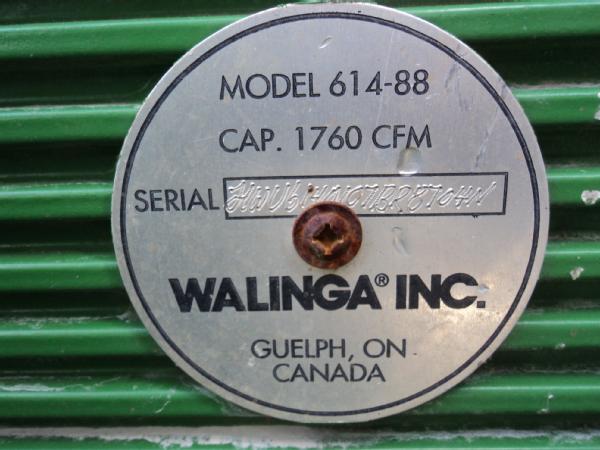 MODEL 614-88
CAP. 1760 CFM
SERIAL
WALINGA® INC.
GUELPH, ON
CANADA